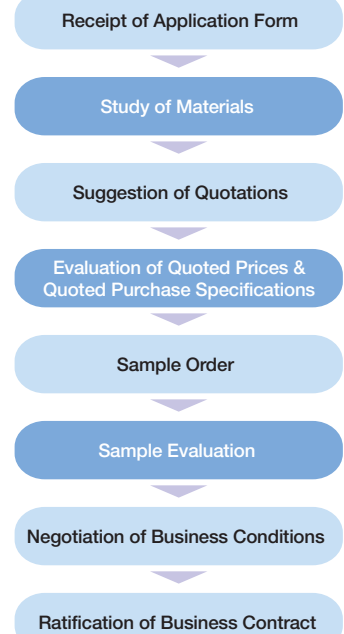 Receipt of Application Form
Study of Materials
Suggestion of Quotations
Evaluation of Quoted Prices &
Quoted Purchase Specifications
Sample Order
Sample Evaluation
Negotiation of Business Conditions
Ratification of Business Contract